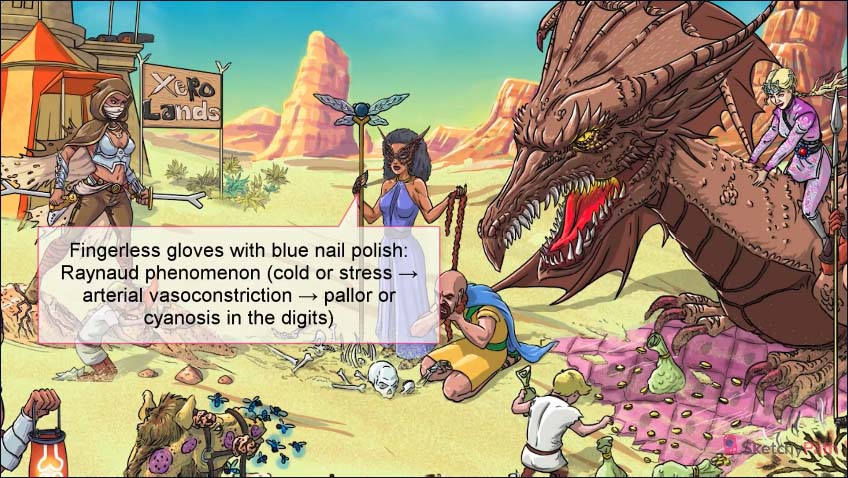 Xero
Lands
Fingerless gloves with blue nail polish:
Raynaud phenomenon (cold or stress →
arterial vasoconstriction → pallor or
cyanosis in the digits)
SketchyPath